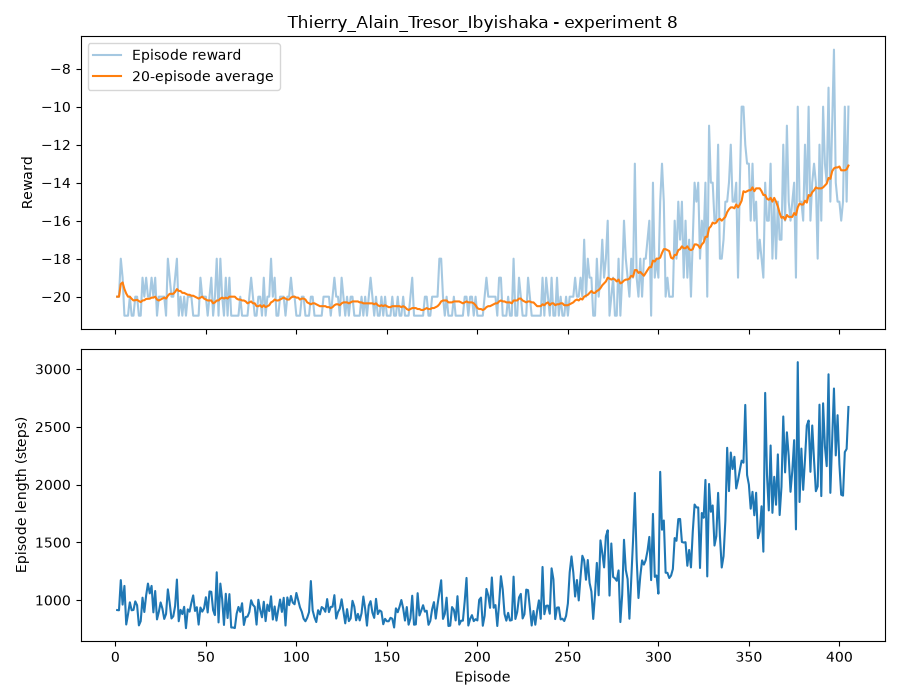 Thierry_Alain_Tresor_Ibyishaka - experiment 8
Episode reward
20-episode average
Reward
−8
−10
−12
−14
−16
−18
−20
Episode length (steps)
3000
2500
2000
1500
1000
0 50 100 150 200 250 300 350 400
Episode